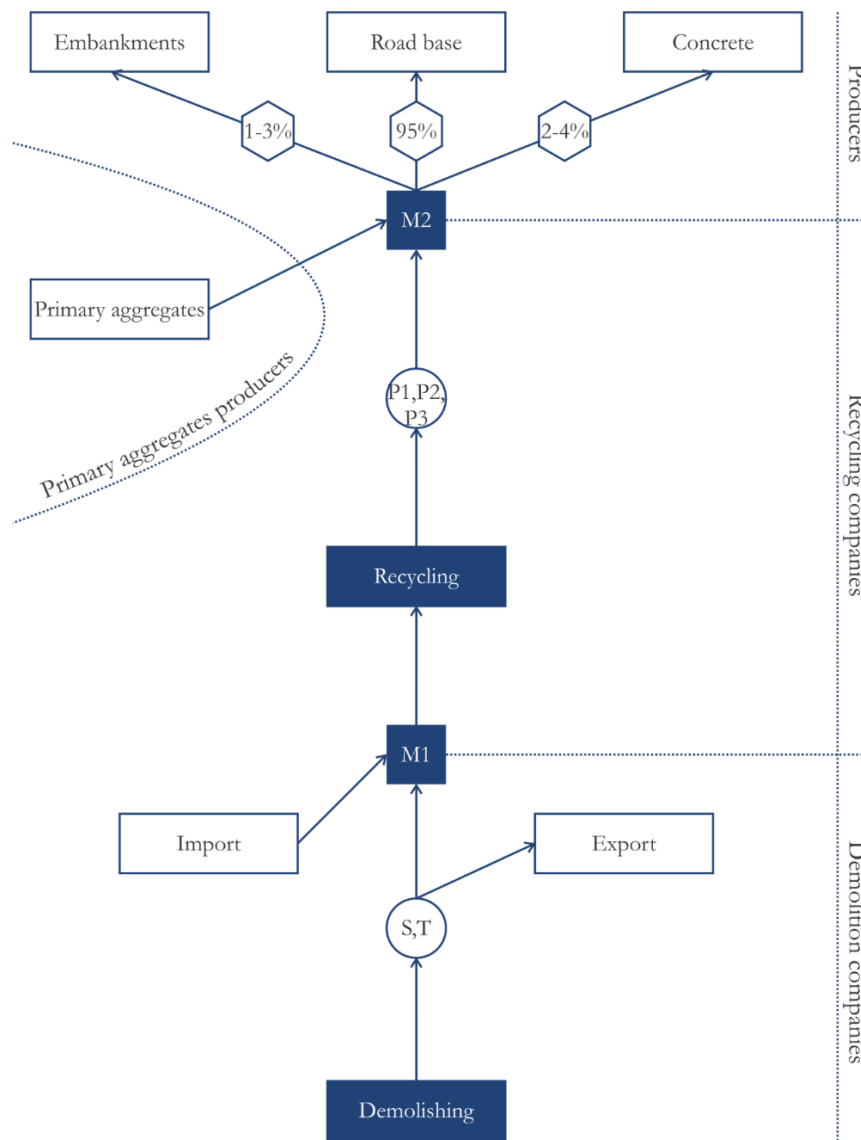 Embankments
Road base
Concrete
Producers
1-3%
95%
2-4%
M2
Primary aggregates
Primary aggregates producers
P1,P2,
P3
Recycling companies
Recycling
M1
Import
Export
Demolition companies
S,T
Demolishing